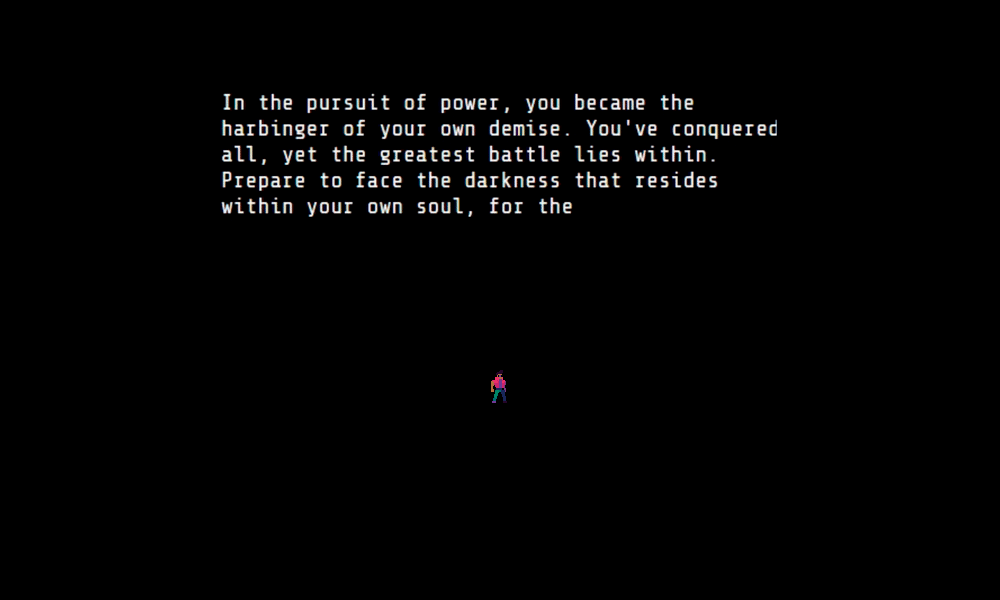 In the pursuit of power, you became the
harbinger of your own demise. You've conquered
all, yet the greatest battle lies within.
Prepare to face the darkness that resides
within your own soul, for the